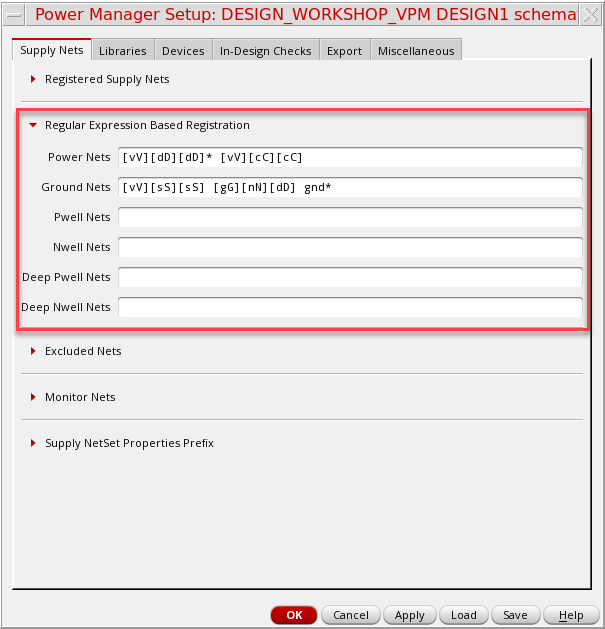 Power Manager Setup: DESIGN_WORKSHOP_VPM DESIGN1 schema
Supply Nets Libraries Devices In-Design Checks Export Miscellaneous
Registered Supply Nets
Regular Expression Based Registration
Power Nets [vV][dD][dD]* [vV][cC][cC]
Ground Nets [vV][sS][sS] [gG][nN][dD] gnd*
Pwell Nets
Nwell Nets
Deep Pwell Nets
Deep Nwell Nets
Excluded Nets
Monitor Nets
Supply NetSet Properties Prefix
OK Cancel Apply Load Save Help